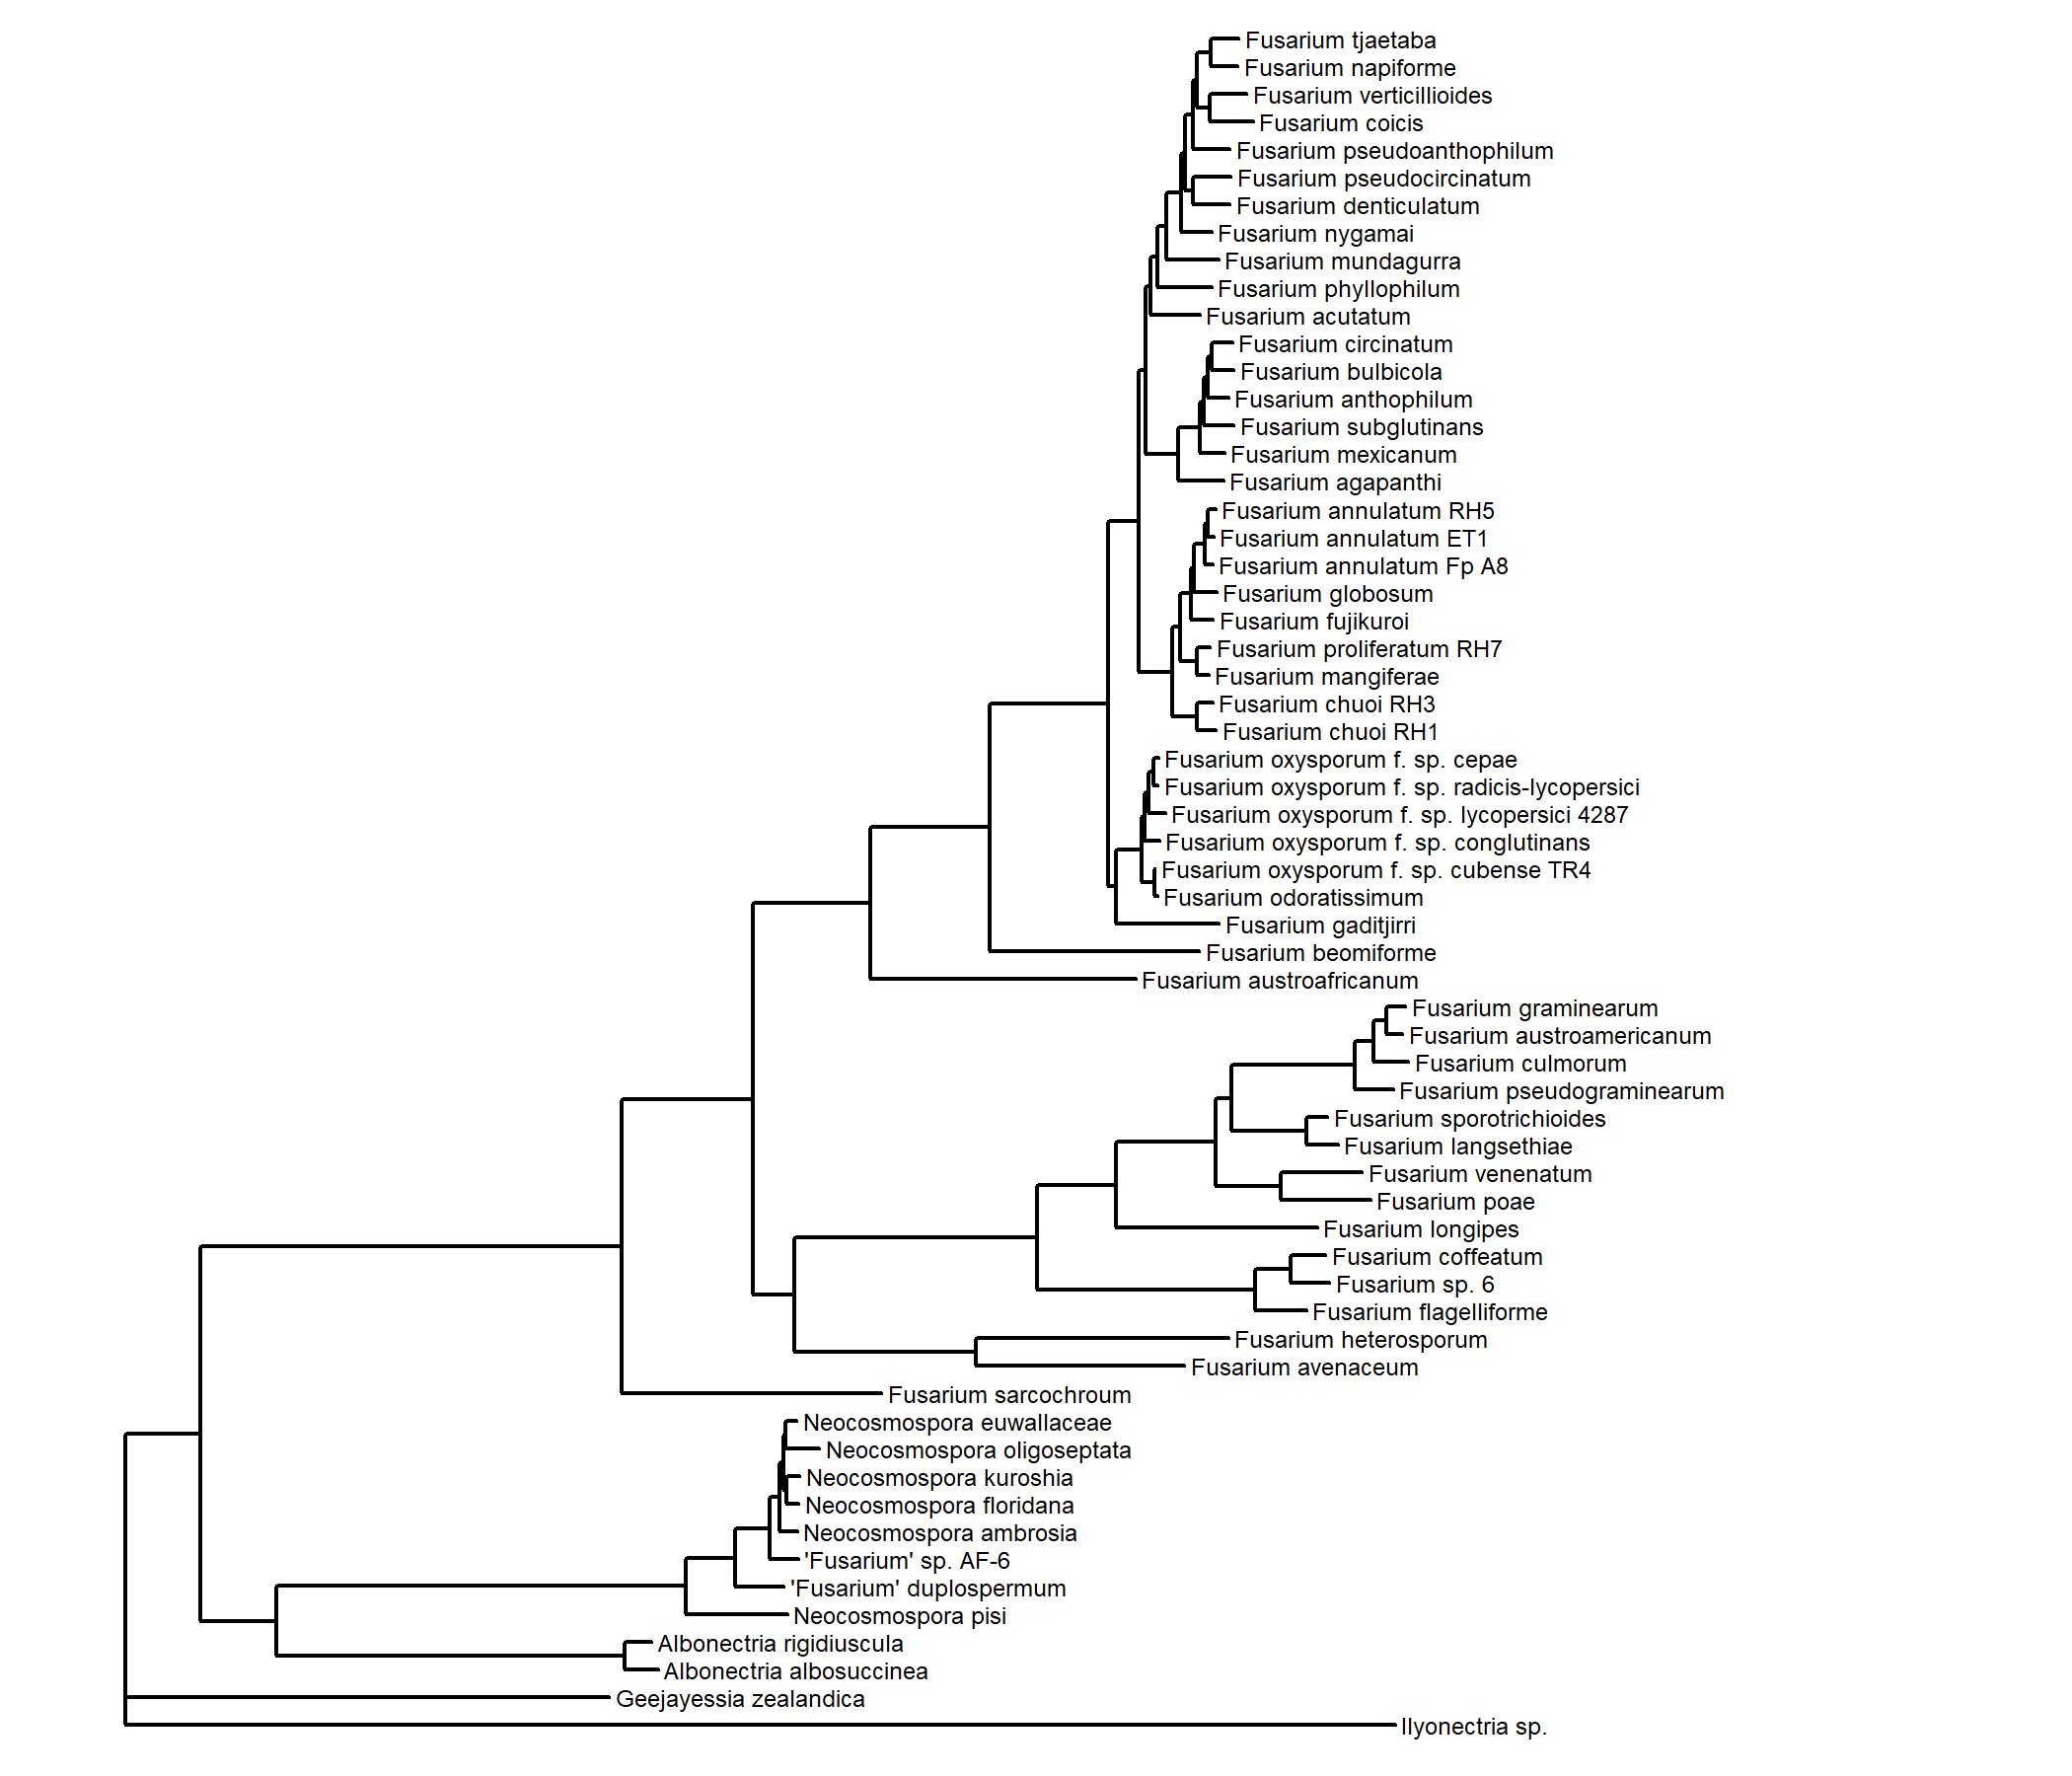 Fusarium tjaetaba
Fusarium napiforme
Fusarium verticillioides
Fusarium coicis
Fusarium pseudoanthophilum
Fusarium pseudocircinatum
Fusarium denticulatum
Fusarium nygamai
Fusarium mundagurra
Fusarium phyllophilum
Fusarium acutatum
Fusarium circinatum
Fusarium bulbicola
Fusarium anthophilum
Fusarium subglutinans
Fusarium mexicanum
Fusarium agapanthi
Fusarium annulatum RH5
Fusarium annulatum ET1
Fusarium annulatum Fp A8
Fusarium globosum
Fusarium fujikuroi
Fusarium proliferatum RH7
Fusarium mangiferae
Fusarium chuoi RH3
Fusarium chuoi RH1
Fusarium oxysporum f. sp. cepae
Fusarium oxysporum f. sp. radicis-lycopersici
Fusarium oxysporum f. sp. lycopersici 4287
Fusarium oxysporum f. sp. conglutinans
Fusarium oxysporum f. sp. cubense TR4
Fusarium odoratissimum
Fusarium gaditjirri
Fusarium beomiforme
Fusarium austroafricanum
Fusarium graminearum
Fusarium austroamericanum
Fusarium culmorum
Fusarium pseudograminearum
Fusarium sporotrichioides
Fusarium langsethiae
Fusarium venenatum
Fusarium poae
Fusarium longipes
Fusarium coffeatum
Fusarium sp. 6
Fusarium flagelliforme
Fusarium heterosporum
Fusarium avenaceum
Fusarium sarcochroum
Neocosmospora euwallaceae
Neocosmospora oligoseptata
Neocosmospora kuroshia
Neocosmospora floridana
Neocosmospora ambrosia
'Fusarium' sp. AF-6
'Fusarium' duplospermum
Neocosmospora pisi
Albonectria rigidiuscula
Albonectria albosuccinea
Geejayessia zealandica
Ilyonectria sp.